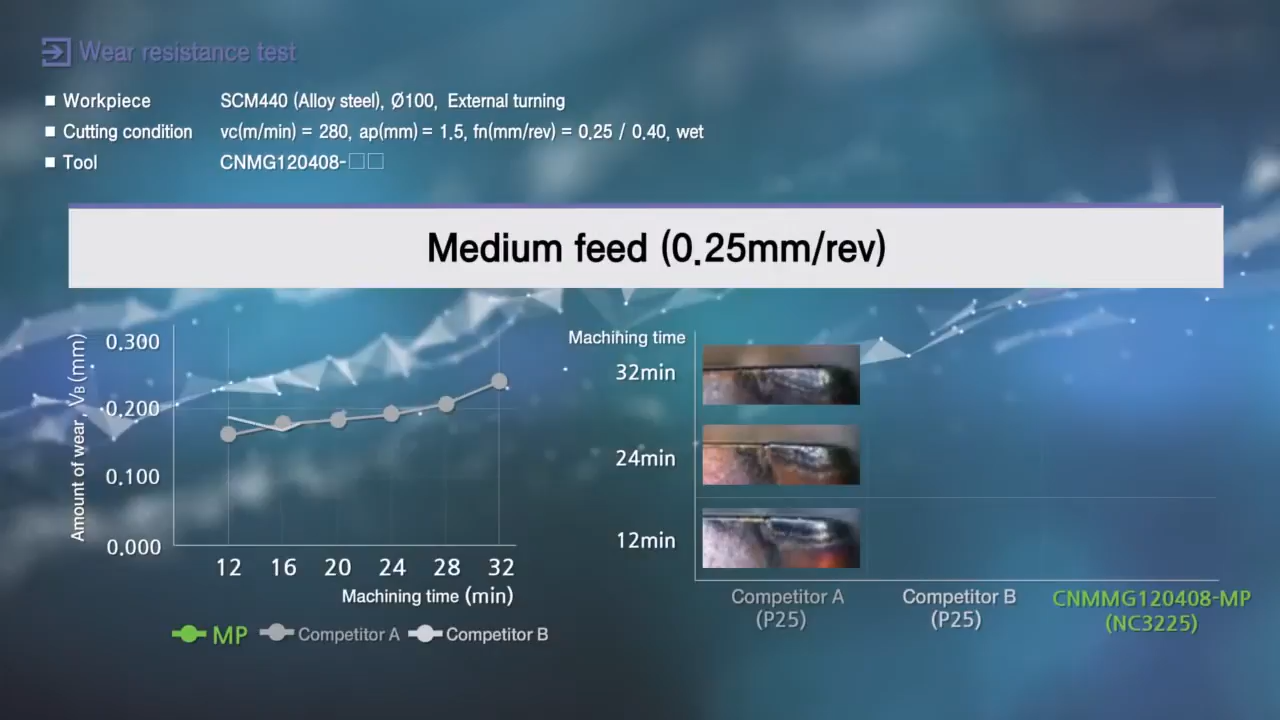 Wear resistance test
Workpiece SCM440 (Alloy steel), Ø100, External turning
Cutting condition vc(m/min) = 280, ap(mm) = 1.5, fn(mm/rev) = 0.25 / 0.40, wet
Tool CNMG120408-□□
Medium feed (0.25mm/rev)
Amount of wear, VB(mm)
0.300
0.200
0.100
0.000
12 16 20 24 28 32
Machining time (min)
MP Competitor A Competitor B
Machining time
32min
24min
12min
Competitor A
(P25)
Competitor B
(P25)
CNMMG120408-MP
(NC3225)